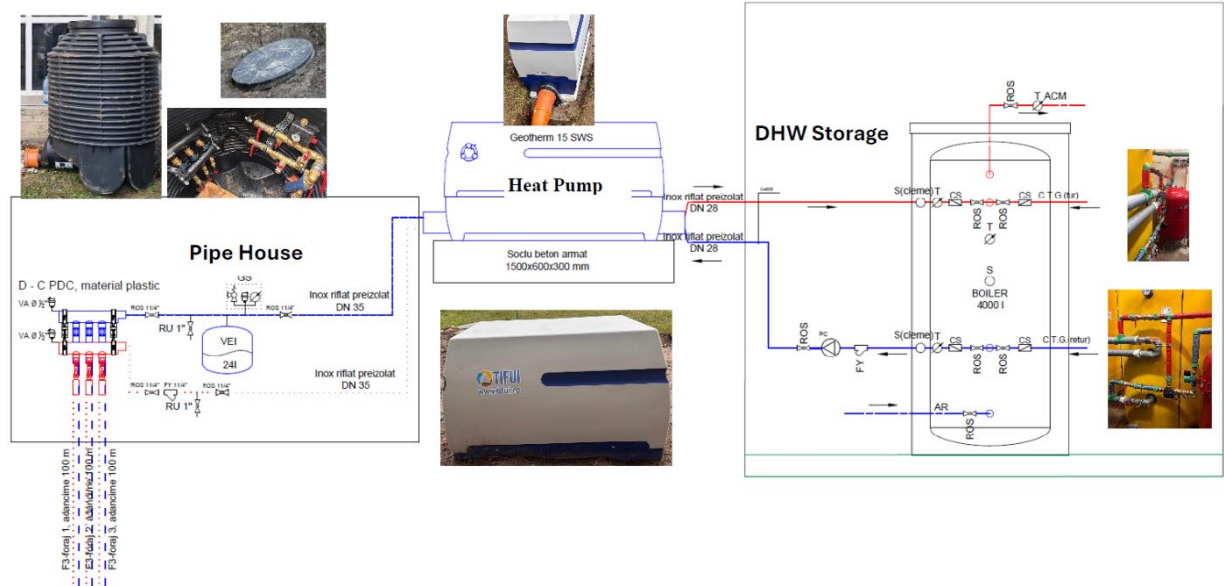 Geotherm 15 SWS
Heat Pump
Soclu beton armat
1500x600x300 mm
Pipe House
D - C PDC, material plastic
VA Ø ½"
VA Ø ½"
ROS 11/4"
GS
ROS 11/4"
Inox riflat preizolat
DN 35
RU 1"
VEI
24l
Inox riflat preizolat
DN 35
ROS 11/4"
FY 11/4"
ROS 11/4"
RU 1"
F3-foraj 1, adancime 100 m
F3-foraj 2, adancime 100 m
F3-foraj 3, adancime 100 m
TIFUI
Inox riflat preizolat
DN 28
Inox riflat preizolat
DN 28
DHW Storage
ROS
T ACM
S(cleme)
T
CS
ROS
ROS
CS
C.T.G.(tur)
T
S
BOILER
4000 l
ROS
PC
FY
S(cleme)
T
CS
ROS
ROS
CS
C.T.G.(retur)
AR
ROS